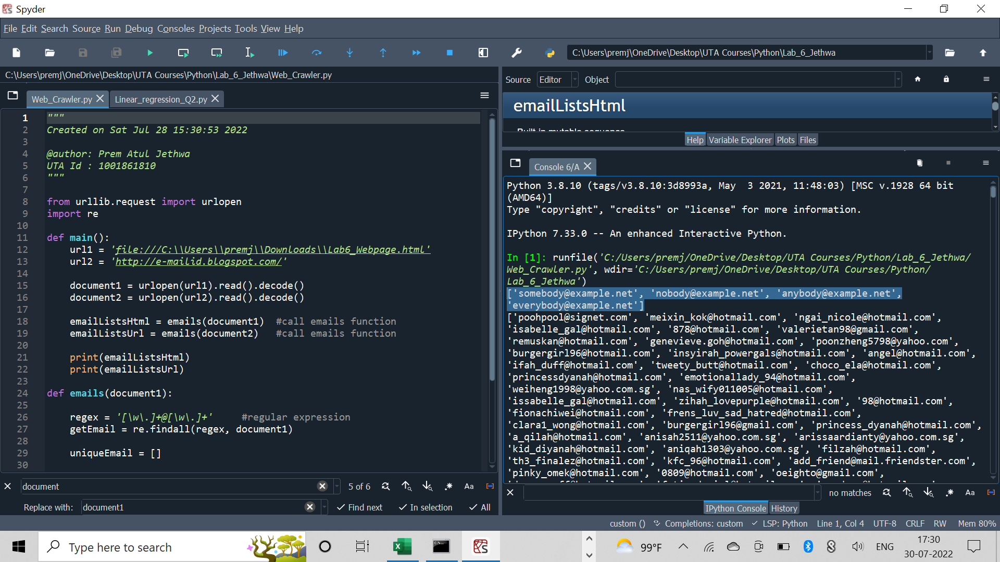 Spyder
File Edit Search Source Run Debug Consoles Projects Tools View Help
C:\Users\premj\OneDrive\Desktop\UTA Courses\Python\Lab_6_Jethwa
C:\Users\premj\OneDrive\Desktop\UTA Courses\Python\Lab_6_Jethwa\Web_Crawler.py
Web_Crawler.py
Linear_regression_Q2.py
1 """
2 Created on Sat Jul 28 15:30:53 2022
3
4 @author: Prem Atul Jethwa
5 UTA Id : 1001861810
6 """
7
8 from urllib.request import urlopen
9 import re
10
11 def main():
12     url1 = 'file:///C:\\Users\\premj\\Downloads\\Lab6_Webpage.html'
13     url2 = 'http://e-mailid.blogspot.com/'
14
15     document1 = urlopen(url1).read().decode()
16     document2 = urlopen(url2).read().decode()
17
18     emailListsHtml = emails(document1)  #call emails function
19     emailListsUrl = emails(document2)   #call emails function
20
21     print(emailListsHtml)
22     print(emailListsUrl)
23
24 def emails(document1):
25
26     regex = '[\w\.]+@[\w\.]+'     #regular expression
27     getEmail = re.findall(regex, document1)
28
29     uniqueEmail = []
30
document
5 of 6
Aa
Replace with: document1
Find next
In selection
All
Source Editor Object
emailListsHtml
Built-in mutable sequence
Help Variable Explorer Plots Files
Console 6/A
Python 3.8.10 (tags/v3.8.10:3d8993a, May  3 2021, 11:48:03) [MSC v.1928 64 bit
(AMD64)]
Type "copyright", "credits" or "license" for more information.
IPython 7.33.0 -- An enhanced Interactive Python.
In [1]: runfile('C:/Users/premj/OneDrive/Desktop/UTA Courses/Python/Lab_6_Jethwa/
Web_Crawler.py', wdir='C:/Users/premj/OneDrive/Desktop/UTA Courses/Python/
Lab_6_Jethwa')
['somebody@example.net', 'nobody@example.net', 'anybody@example.net',
'everybody@example.net']
['poohpool@signet.com', 'meixin_kok@hotmail.com', 'ngai_nicole@hotmail.com',
'isabelle_gal@hotmail.com', '878@hotmail.com', 'valerietan98@gmail.com',
'remuskan@hotmail.com', 'genevieve.goh@hotmail.com', 'poonzheng5798@yahoo.com',
'burgergirl96@hotmail.com', 'insyirah_powergals@hotmail.com', 'angel@hotmail.com',
'ifah_duff@hotmail.com', 'tweety_butt@hotmail.com', 'choco_ela@hotmail.com',
'princessdyanah@hotmail.com', 'emotionallady_94@hotmail.com',
'weiheng1998@yahoo.com.sg', 'nas_wify011005@hotmail.com',
'issabelle_gal@hotmail.com', 'zihah_lovepurple@hotmail.com', '98@hotmail.com',
'fionachiwei@hotmail.com', 'frens_luv_sad_hatred@hotmail.com',
'clara1_wong@hotmail.com', 'burgergirl96@gmail.com', 'princess_dyanah@hotmail.com',
'a_qilah@hotmail.com', 'anisah2511@yahoo.com.sg', 'arissaardianty@yahoo.com.sg',
'kid_diyanah@hotmail.com', 'aniqah1303@yahoo.com.sg', 'filzah@hotmail.com',
'th3_finalez@hotmail.com', 'kfc_96@hotmail.com', 'add_friend@mail.friendster.com',
'pinky_omek@hotmail.com', '0809@hotmail.com', 'oeighto@gmail.com',
no matches
Aa
IPython Console History
custom () Completions: custom LSP: Python Line 1, Col 4 UTF-8 CRLF RW Mem 80%
Type here to search
99°F
ENG
17:30
30-07-2022